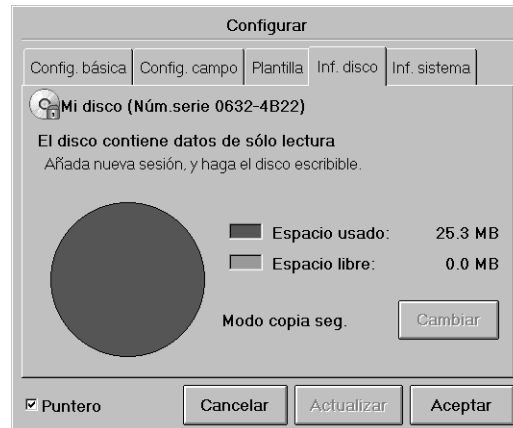 Configurar
Config. básica Config. campo Plantilla Inf. disco Inf. sistema
Mi disco (Núm.serie 0632-4B22)
El disco contiene datos de sólo lectura
Añada nueva sesión, y haga el disco escribible.
Espacio usado: 25.3 MB
Espacio libre: 0.0 MB
Modo copia seg. Cambiar
Puntero Cancelar Actualizar Aceptar